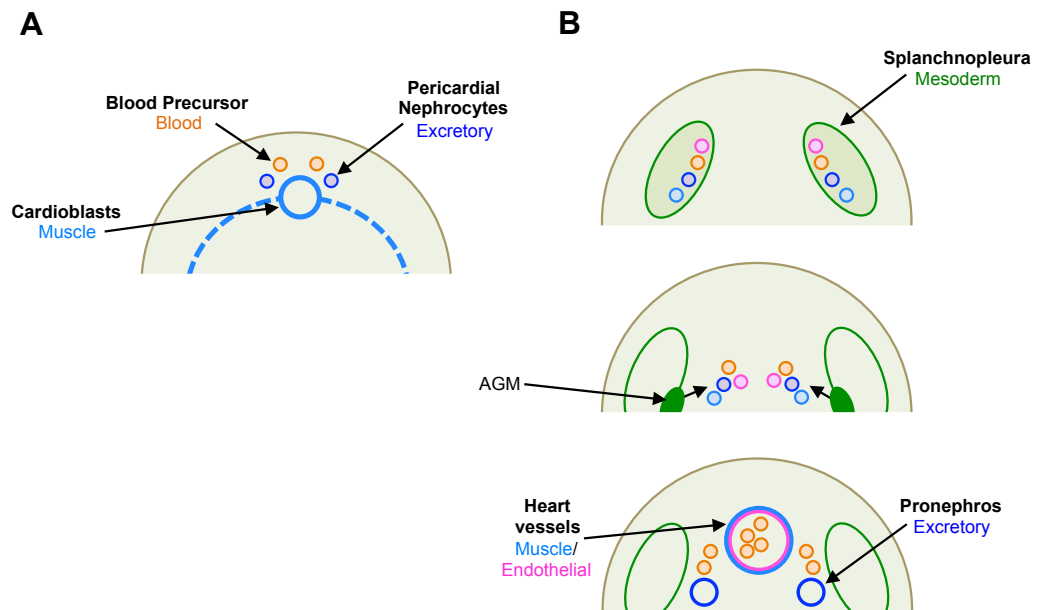 A
Blood Precursor
Blood
Pericardial
Nephrocytes
Excretory
Cardioblasts
Muscle
B
Splanchnopleura
Mesoderm
AGM
Heart
vessels
Muscle/
Endothelial
Pronephros
Excretory